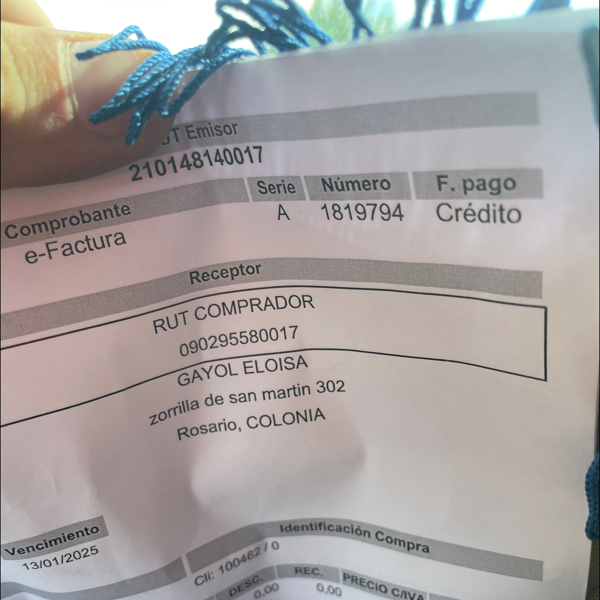 Emisor
210148140017
Serie Número F. pago
Comprobante A 1819794 Crédito
e-Factura
Receptor
RUT COMPRADOR
090295580017
GAYOL ELOISA
zorrilla de san martin 302
Rosario, COLONIA
Vencimiento Identificación Compra
13/01/2025
Cli: 100462 / 0
DESC. REC. PRECIO C/IVA
0,00 0,00